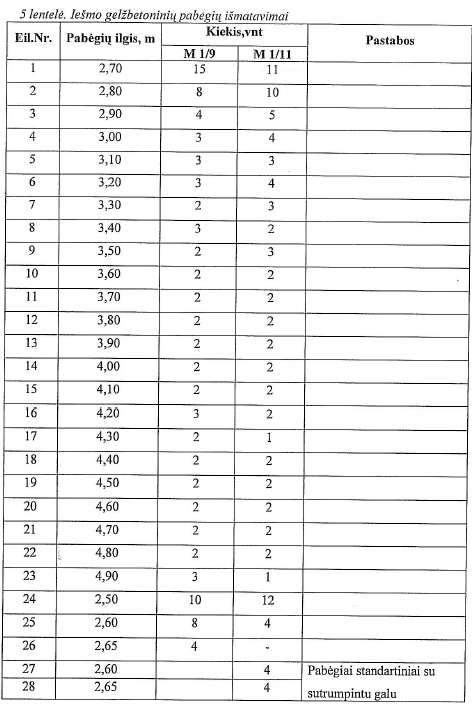 5 lentelė. Iešmo gelžbetoninių pabėgių išmatavimai
Eil.Nr. Pabėgių ilgis, m Kiekis,vnt Pastabos
M 1/9 M 1/11
1 2,70 15 11
2 2,80 8 10
3 2,90 4 5
4 3,00 3 4
5 3,10 3 3
6 3,20 3 4
7 3,30 2 3
8 3,40 3 2
9 3,50 2 3
10 3,60 2 2
11 3,70 2 2
12 3,80 2 2
13 3,90 2 2
14 4,00 2 2
15 4,10 2 2
16 4,20 3 2
17 4,30 2 1
18 4,40 2 2
19 4,50 2 2
20 4,60 2 2
21 4,70 2 2
22 4,80 2 2
23 4,90 3 1
24 2,50 10 12
25 2,60 8 4
26 2,65 4 -
27 2,60 4 Pabėgiai standartiniai su
28 2,65 4 sutrumpintu galu